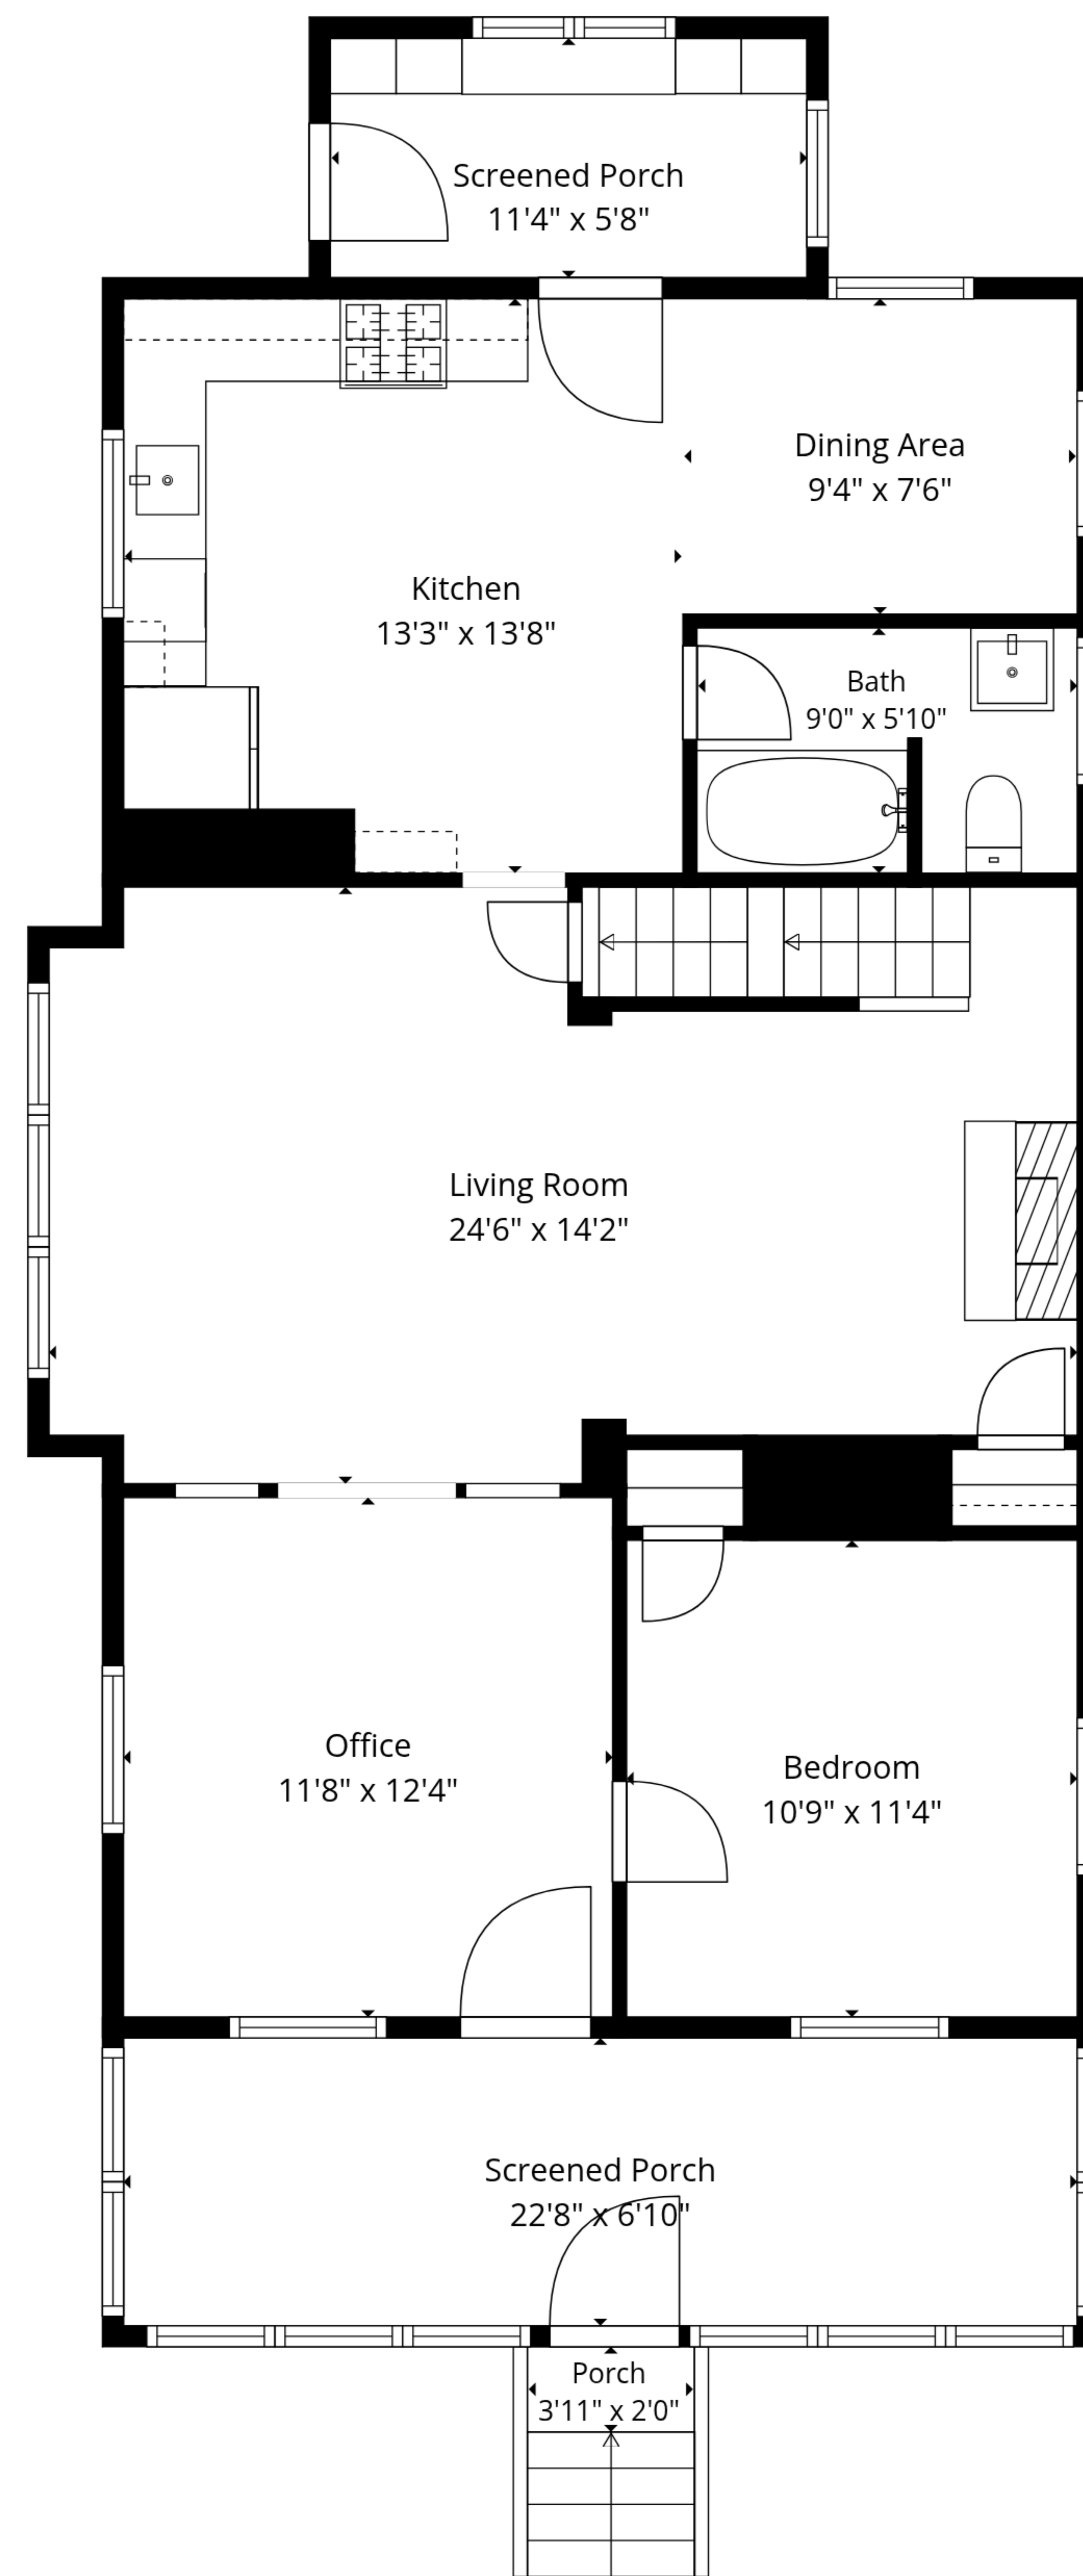 Screened Porch
11'4" x 5'8"
Dining Area
9'4" x 7'6"
Kitchen
13'3" x 13'8"
Bath
9'0" x 5'10"
Living Room
24'6" x 14'2"
Office
11'8" x 12'4"
Bedroom
10'9" x 11'4"
Screened Porch
22'8" x 6'10"
Porch
3'11" x 2'0"